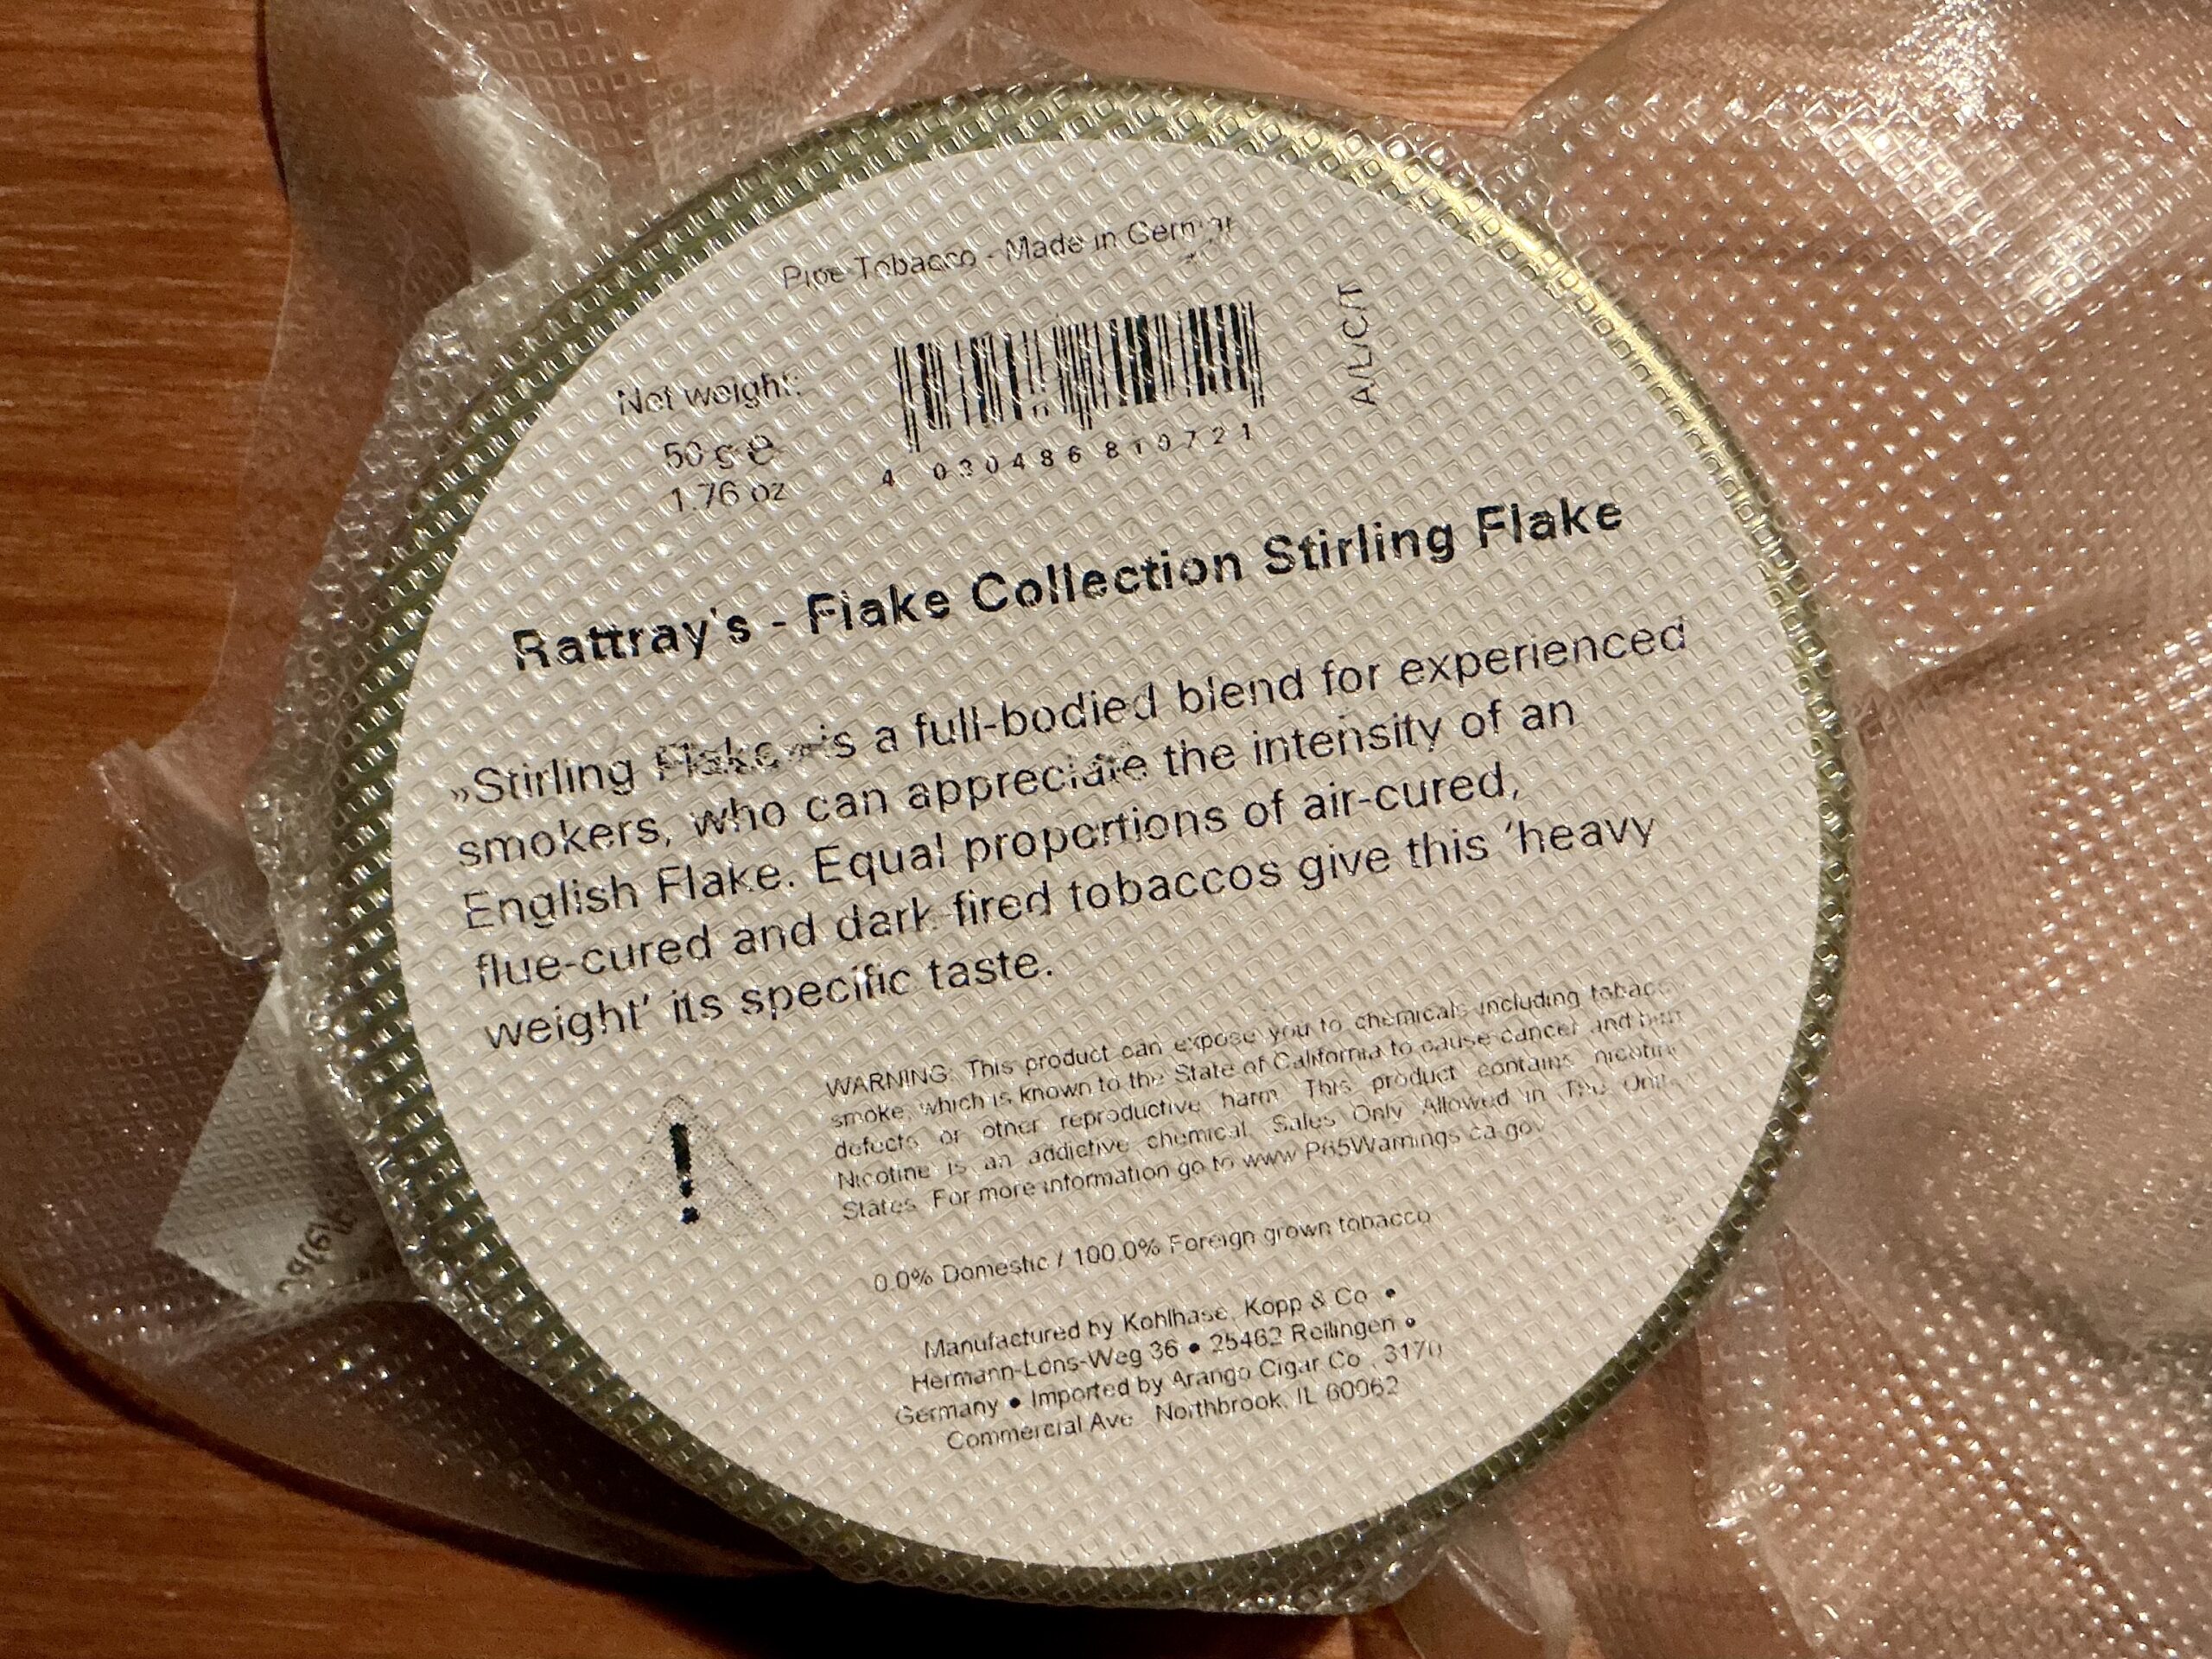 Pipe Tobacco - Made in
A/L/C/T
Net weight:
50 g e
1.76 oz
4 030486 810721
Rattray's - Flake Collection Stirling Flake
»Stirling Flake« is a full-bodied blend for experienced
smokers, who can appreciate the intensity of an
English Flake. Equal proportions of air-cured,
flue-cured and dark fired tobaccos give this 'heavy
weight' its specific taste.
WARNING: This product can expose you to chemicals including
smoke, which is known to the State of California to cause cancer and birth
defects or other reproductive harm. This product contains nicotine.
Nicotine is an addictive chemical. Sales Only Allowed in The
States. For more information go to www.P65Warnings.ca.gov
0.0% Domestic / 100.0% Foreign grown tobacco
Manufactured by Kohlhase, Kopp & Co •
Hermann-Löns-Weg 36 • 25462 Rellingen •
Germany • Imported by Arango Cigar Co., 3170
Commercial Ave Northbrook, IL 60062